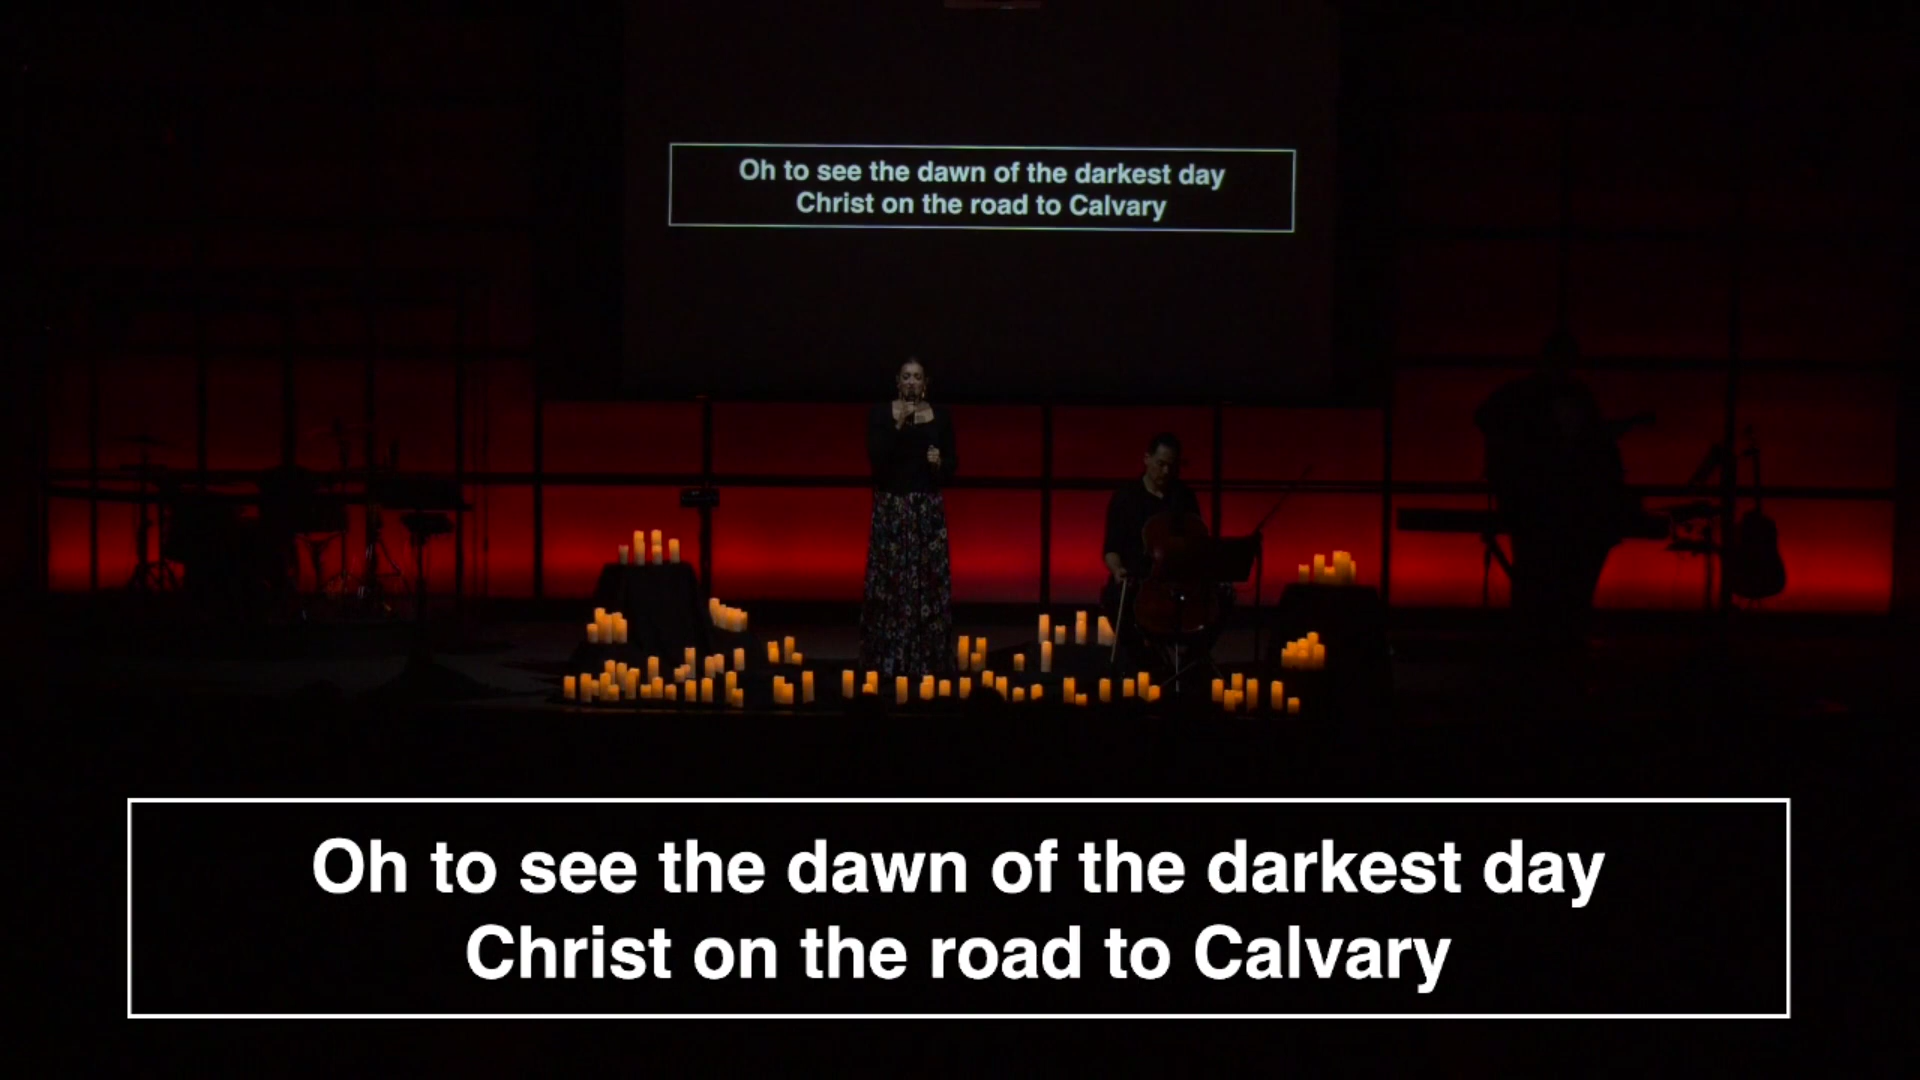 Oh to see the dawn of the darkest day
Christ on the road to Calvary
Oh to see the dawn of the darkest day
Christ on the road to Calvary